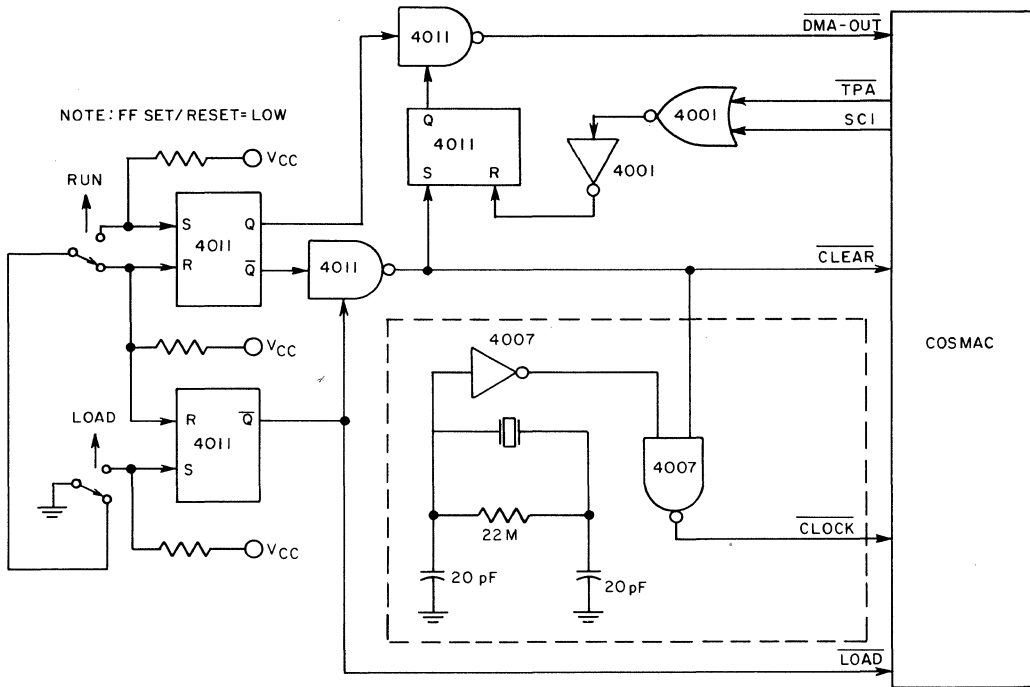 4011
DMA-OUT
TPA
4001
SCI
NOTE: FF SET/RESET=LOW
Q
4011
S R
4001
VCC
RUN
S Q
4011
R Q
4011
CLEAR
VCC
4007
COSMAC
LOAD
R Q
4011
S
4007
22M
CLOCK
VCC
20 pF
20 pF
LOAD